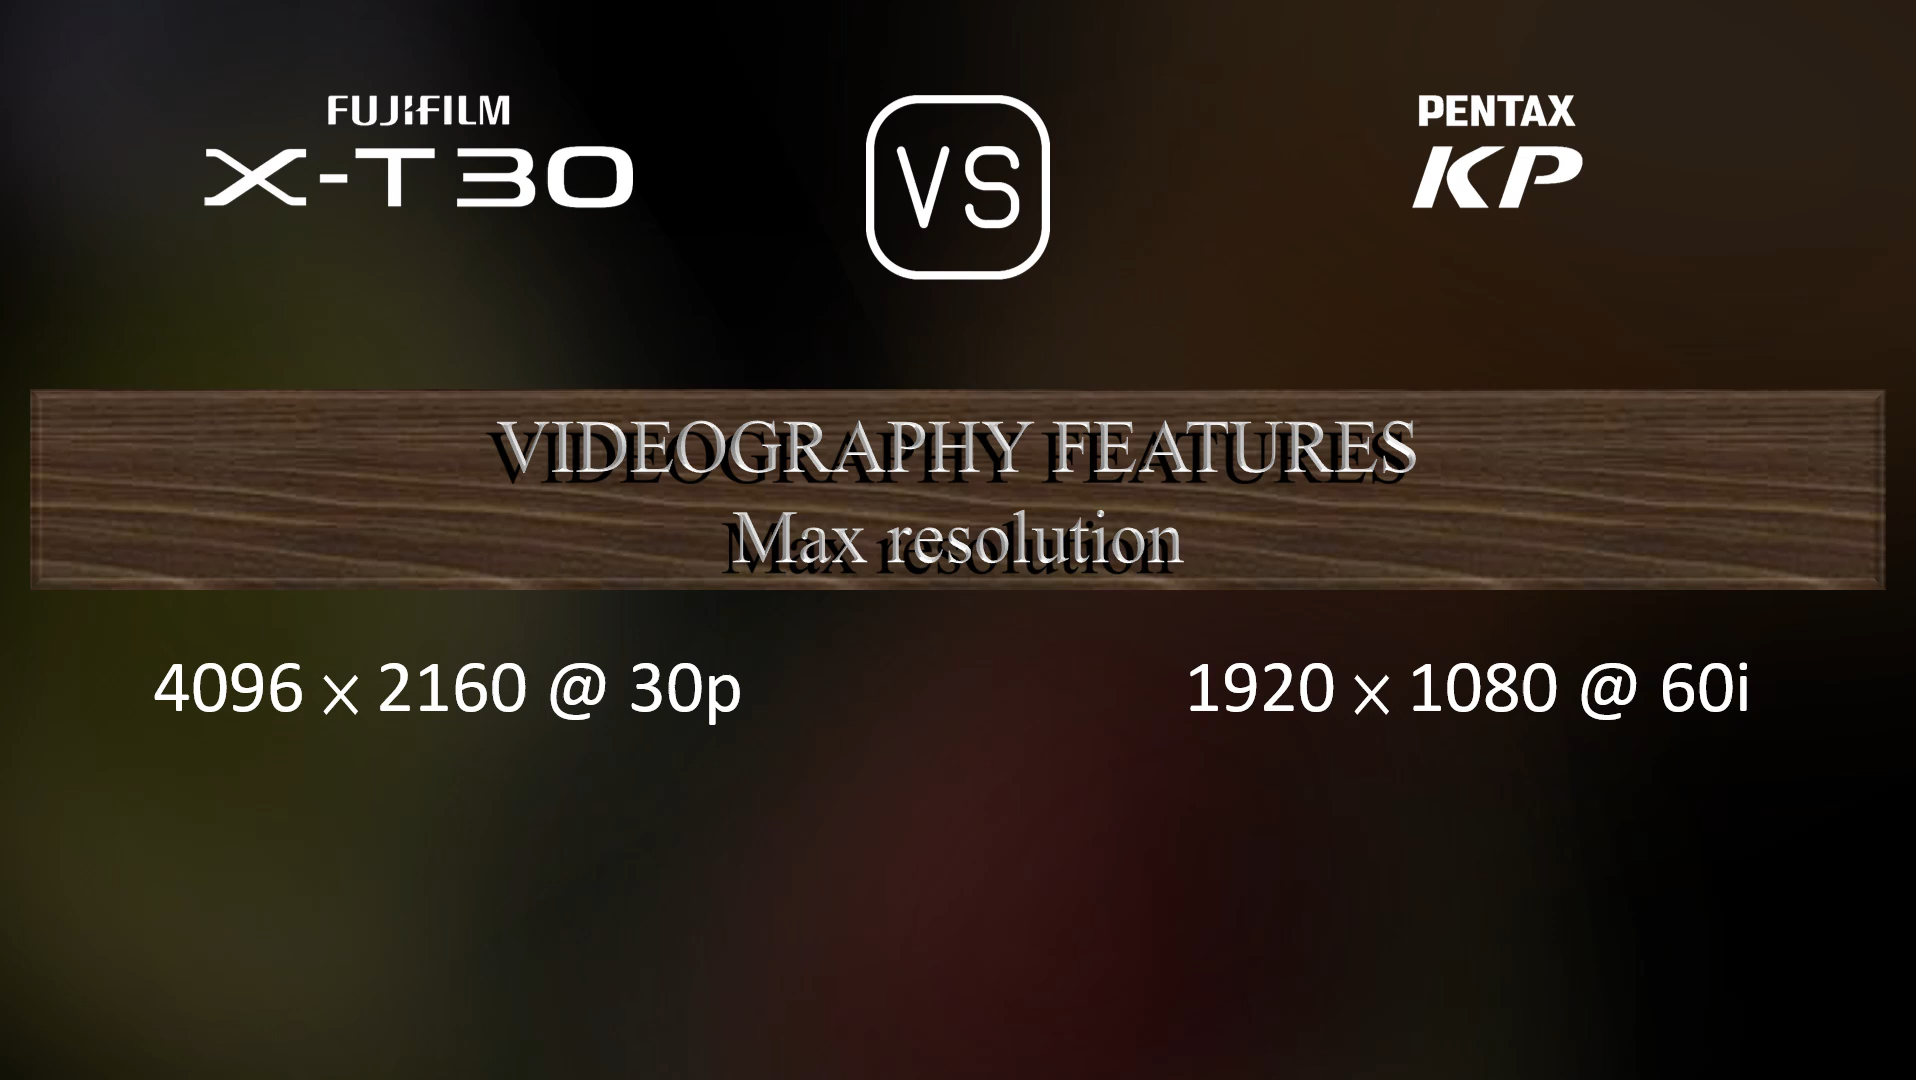 FUJIFILM
X-T30
VS
PENTAX
KP
VIDEOGRAPHY FEATURES
Max resolution
4096 x 2160 @ 30p
1920 x 1080 @ 60i